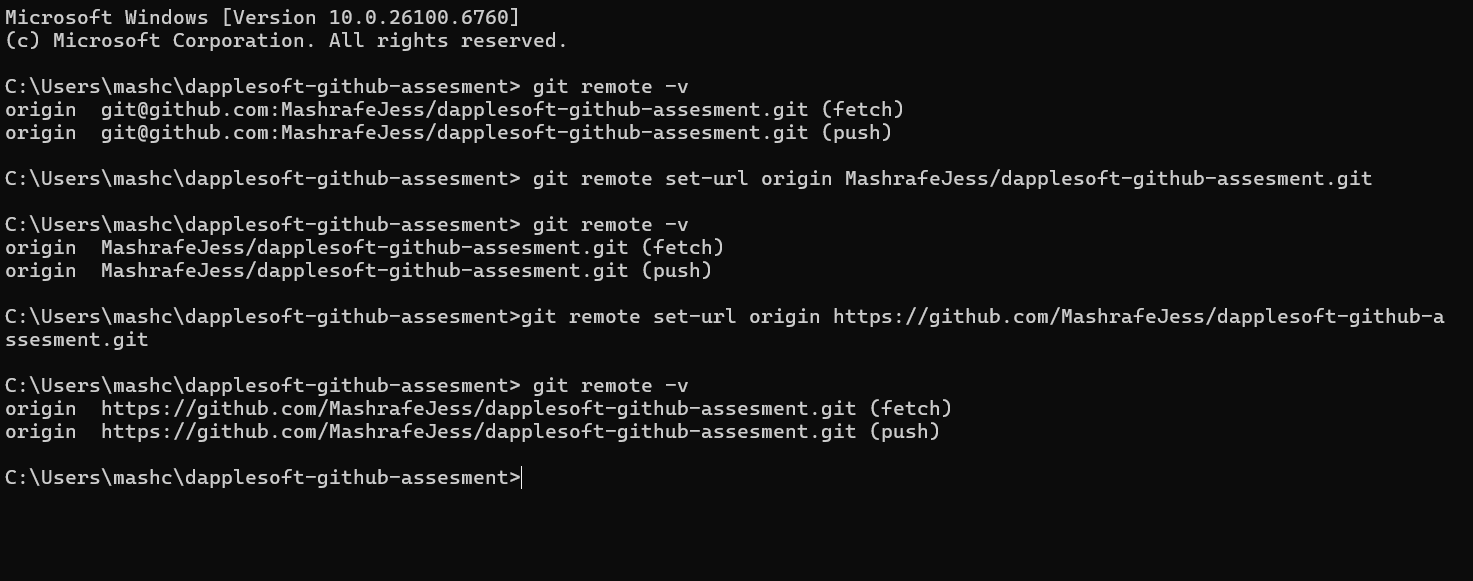 Microsoft Windows [Version 10.0.26100.6760]
(c) Microsoft Corporation. All rights reserved.
C:\Users\mashc\dapplesoft-github-assesment> git remote -v
origin  git@github.com:MashrafeJess/dapplesoft-github-assesment.git (fetch)
origin  git@github.com:MashrafeJess/dapplesoft-github-assesment.git (push)
C:\Users\mashc\dapplesoft-github-assesment> git remote set-url origin MashrafeJess/dapplesoft-github-assesment.git
C:\Users\mashc\dapplesoft-github-assesment> git remote -v
origin  MashrafeJess/dapplesoft-github-assesment.git (fetch)
origin  MashrafeJess/dapplesoft-github-assesment.git (push)
C:\Users\mashc\dapplesoft-github-assesment>git remote set-url origin https://github.com/MashrafeJess/dapplesoft-github-a
ssesment.git
C:\Users\mashc\dapplesoft-github-assesment> git remote -v
origin  https://github.com/MashrafeJess/dapplesoft-github-assesment.git (fetch)
origin  https://github.com/MashrafeJess/dapplesoft-github-assesment.git (push)
C:\Users\mashc\dapplesoft-github-assesment>